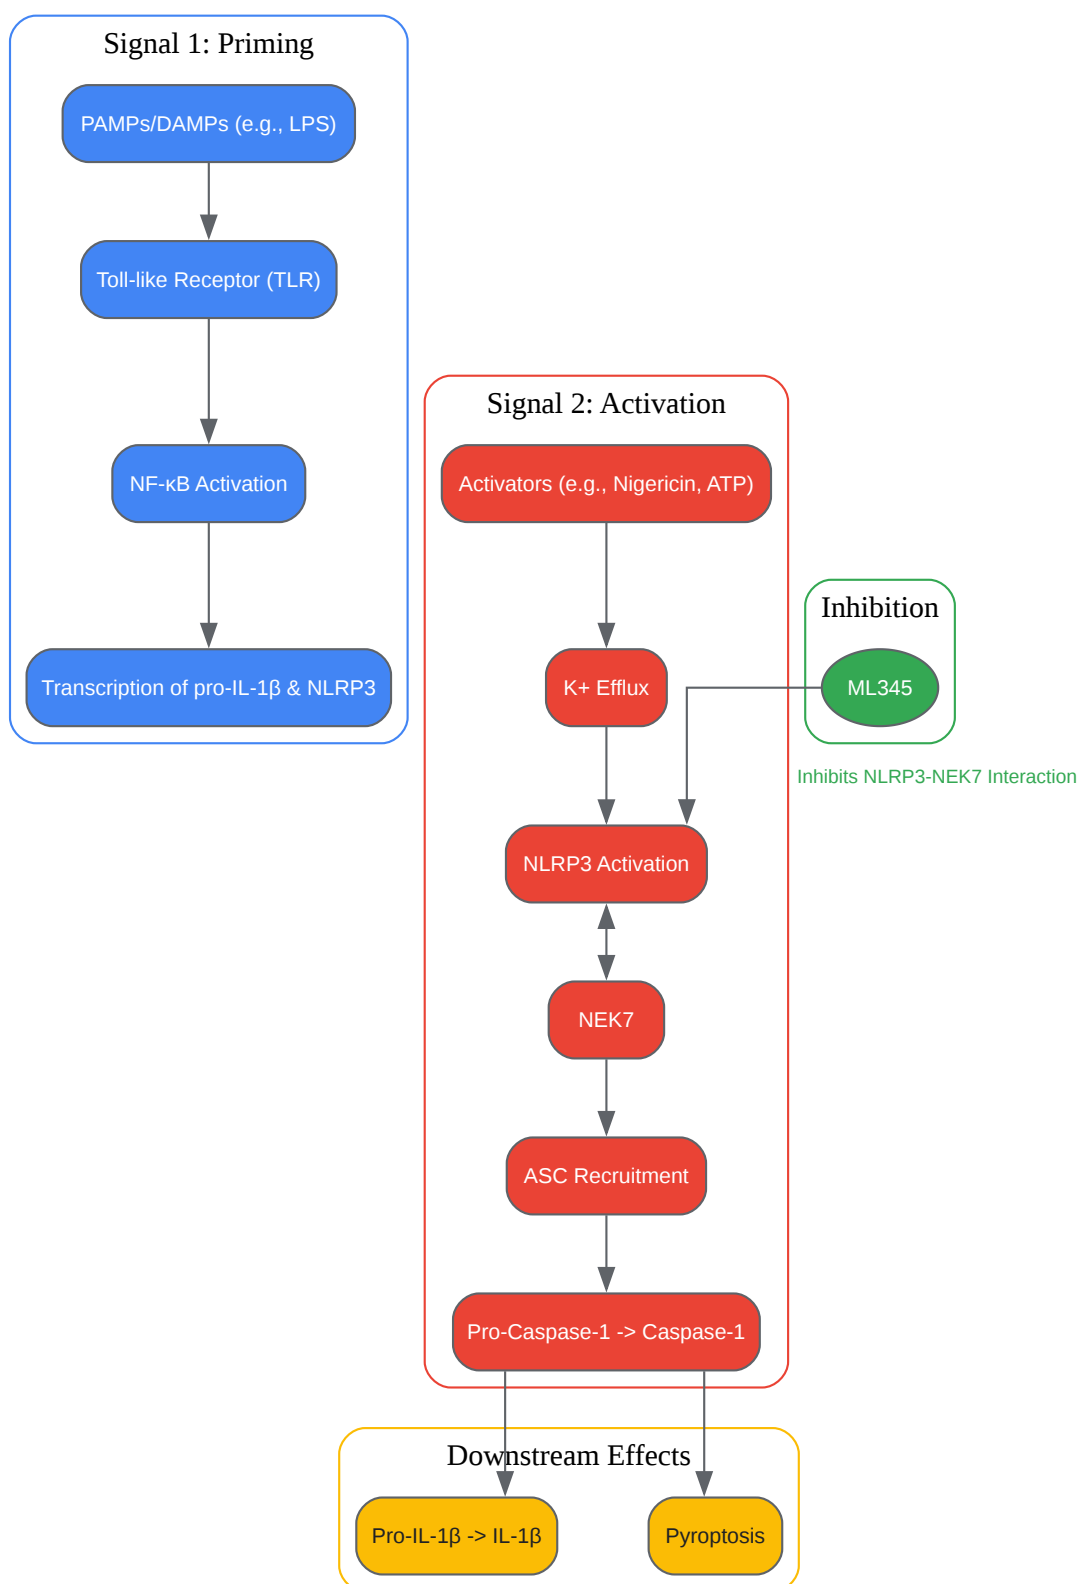 Signal 1: Priming
PAMPs/DAMPs (e.g., LPS)
Toll-like Receptor (TLR)
NF-κB Activation
Transcription of pro-IL-1β & NLRP3
Signal 2: Activation
Activators (e.g., Nigericin, ATP)
K+ Efflux
NLRP3 Activation
NEK7
ASC Recruitment
Pro-Caspase-1 -> Caspase-1
Inhibition
ML345
Inhibits NLRP3-NEK7 Interaction
Downstream Effects
Pro-IL-1β -> IL-1β
Pyroptosis